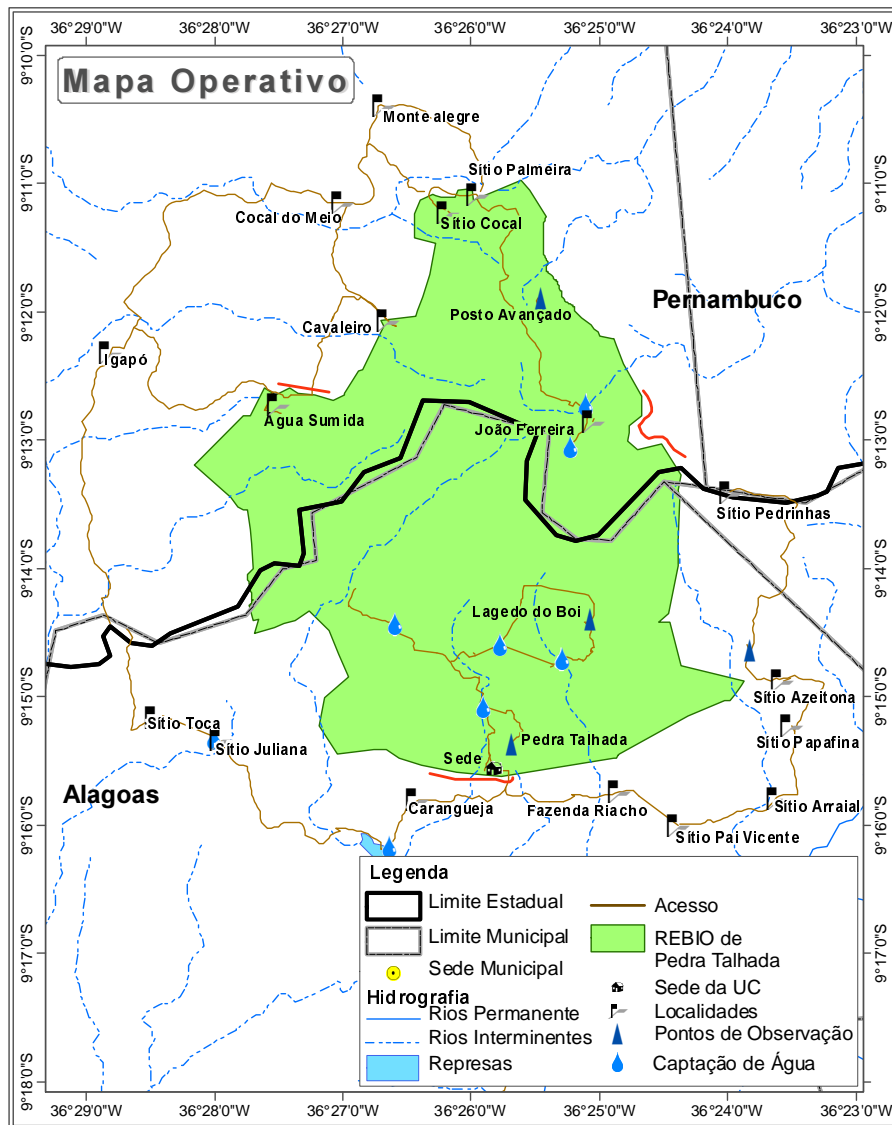 36°29'0"W 36°28'0"W 36°27'0"W 36°26'0"W 36°25'0"W 36°24'0"W 36°23'0"W
9°10'0"S
Mapa Operativo
Monte alegre
Sítio Palmeira
9°11'0"S
9°11'0"S
Cocal do Meio
Sítio Cocal
Pernambuco
Posto Avançado
9°12'0"S
9°12'0"S
Cavaleiro
Igapó
Água Sumida
João Ferreira
9°13'0"S
9°13'0"S
Sítio Pedrinhas
9°14'0"S
9°14'0"S
Lagedo do Boi
9°15'0"S
9°15'0"S
Sítio Azeitona
Sítio Toca
Sítio Juliana
Pedra Talhada
Sítio Papafina
Sede
Alagoas
Carangueja
Fazenda Riacho
Sítio Arraial
9°16'0"S
9°16'0"S
Sítio Pai Vicente
Legenda
Limite Estadual
Limite Municipal
Sede Municipal
Hidrografia
Rios Permanente
Rios Interminentes
Represas
Acesso
REBIO de
Pedra Talhada
Sede da UC
Localidades
Pontos de Observação
Captação de Água
9°17'0"S
9°17'0"S
9°18'0"S
9°18'0"S
36°29'0"W 36°28'0"W 36°27'0"W 36°26'0"W 36°25'0"W 36°24'0"W 36°23'0"W